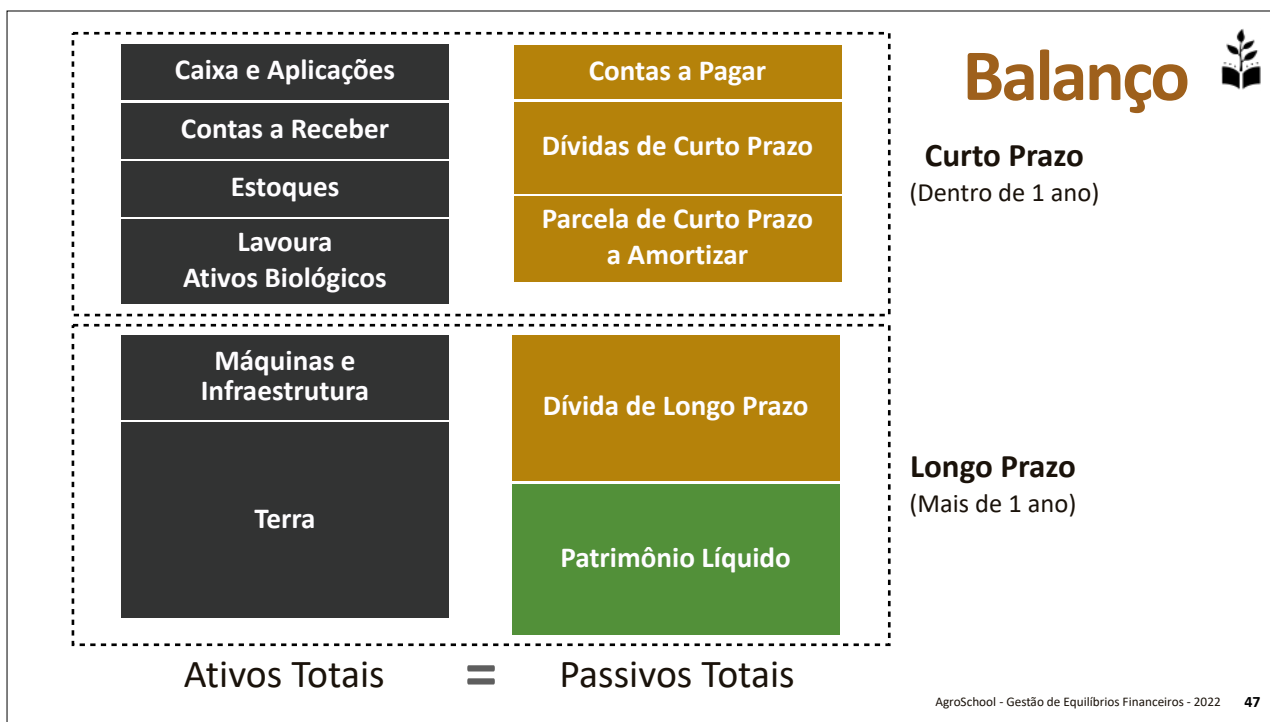 Balanço
Caixa e Aplicações
Contas a Receber
Estoques
Lavoura
Ativos Biológicos
Contas a Pagar
Dívidas de Curto Prazo
Parcela de Curto Prazo
a Amortizar
Curto Prazo
(Dentro de 1 ano)
Máquinas e
Infraestrutura
Terra
Dívida de Longo Prazo
Patrimônio Líquido
Longo Prazo
(Mais de 1 ano)
Ativos Totais = Passivos Totais
AgroSchool - Gestão de Equilíbrios Financeiros - 2022 47